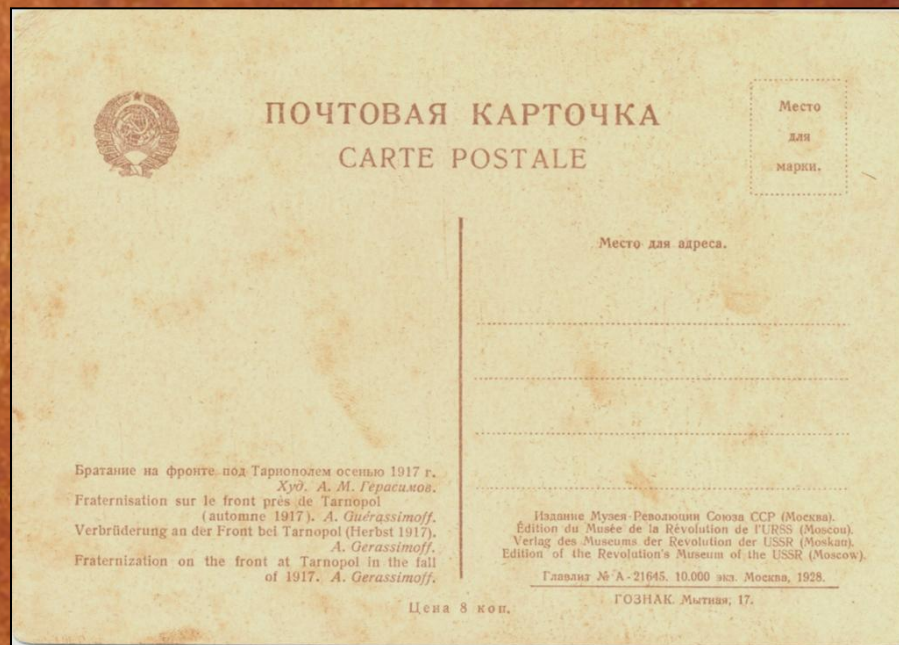 ПОЧТОВАЯ КАРТОЧКА
CARTE POSTALE
Место
для
марки.
Место для адреса.
Братание на фронте под Тарнополем осенью 1917 г.
Худ. А. М. Герасимов.
Fraternisation sur le front près de Tarnopol
(automne 1917). A. Guérassimoff.
Verbrüderung an der Front bei Tarnopol (Herbst 1917).
A. Gerassimoff.
Fraternization on the front at Tarnopol in the fall
of 1917. A. Gerassimoff.
Издание Музея Революции Союза ССР (Москва).
Édition du Musée de la Révolution de l'URSS (Moscou).
Verlag des Museums der Revolution der USSR (Moskau).
Edition of the Revolution's Museum of the USSR (Moscow).
Главлит № А-21645. 10.000 экз. Москва, 1928.
ГОЗНАК. Мытная, 17.
Цена 8 коп.